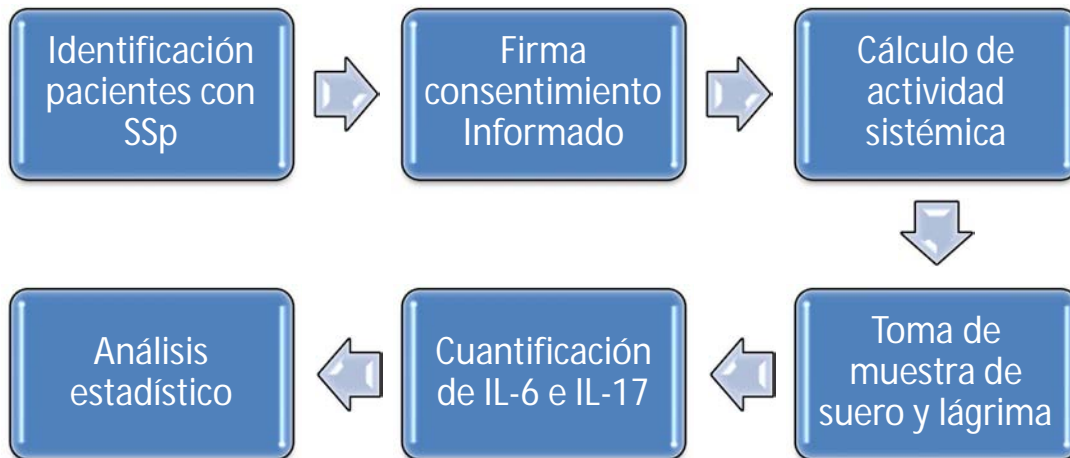 Identificación
pacientes con
SSp
Firma
consentimiento
Informado
Cálculo de
actividad
sistémica
Toma de
muestra de
suero y lágrima
Cuantificación
de IL-6 e IL-17
Análisis
estadístico